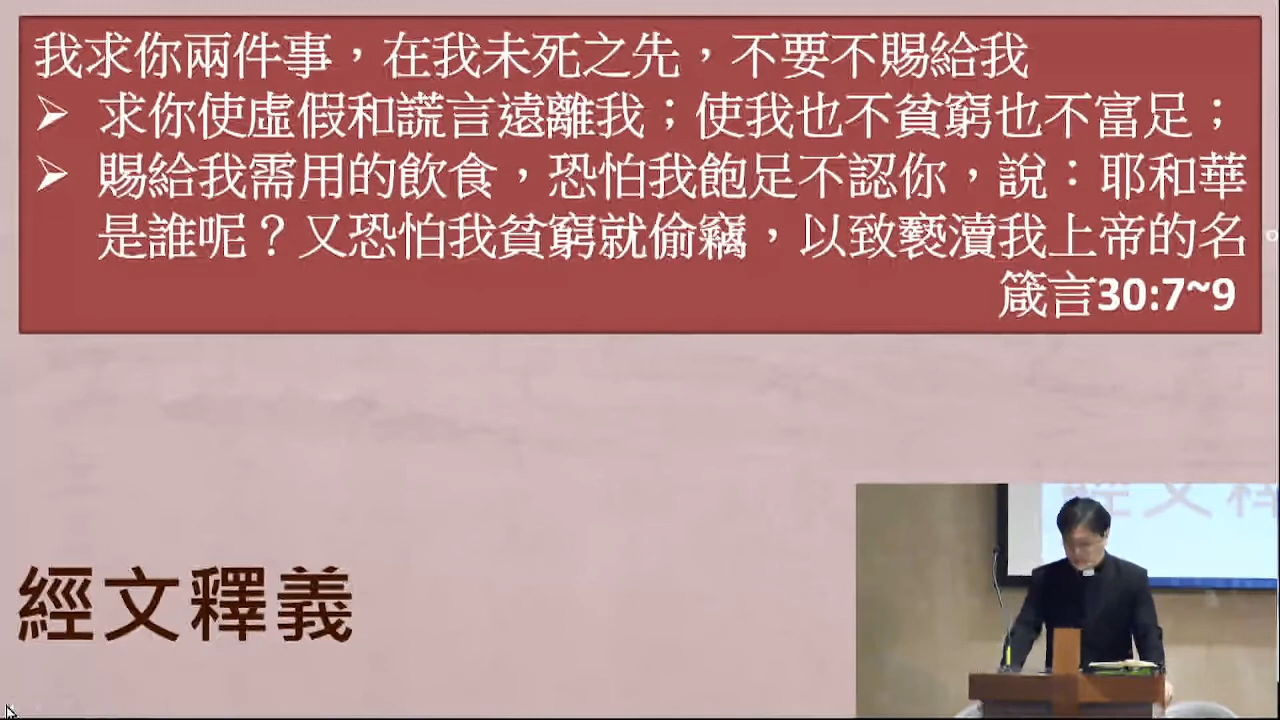 我求你兩件事，在我未死之先，不要不賜給我
➢ 求你使虛假和謊言遠離我；使我也不貧窮也不富足；
➢ 賜給我需用的飲食，恐怕我飽足不認你，說：耶和華
是誰呢？又恐怕我貧窮就偷竊，以致褻瀆我上帝的名。
箴言30:7~9
經文釋義
經文釋